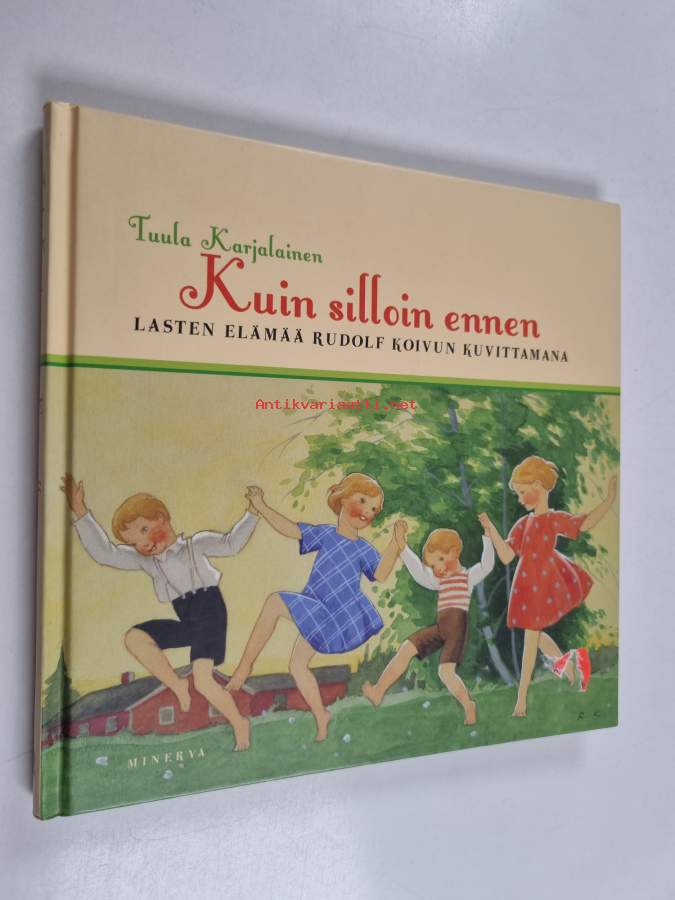 Tuula Karjalainen
Kuin silloin ennen
LASTEN ELÄMÄÄ RUDOLF KOIVUN KUVITTAMANA
Antikvariaatti.net
R. K.
MINERVA